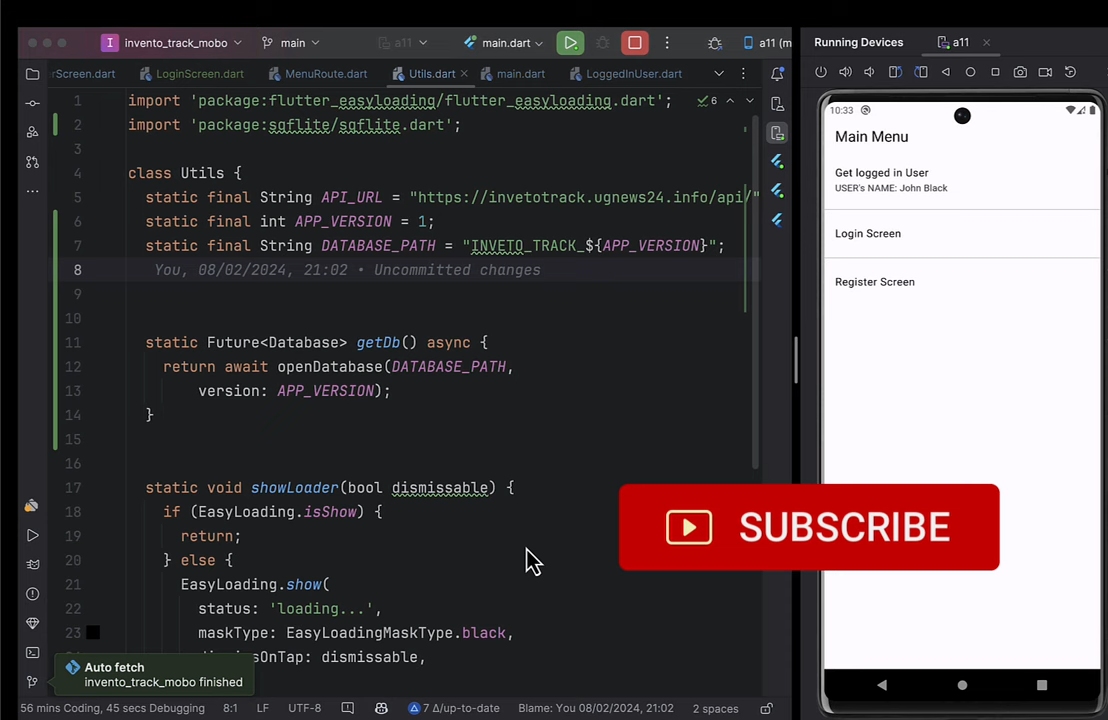 invento_track_mobo
main
a11
main.dart
a11 (m
Running Devices
a11
rScreen.dart
LoginScreen.dart
MenuRoute.dart
Utils.dart
main.dart
LoggedInUser.dart
1 import 'package:flutter_easyloading/flutter_easyloading.dart';
6
2 import 'package:sqflite/sqflite.dart';
3
4 class Utils {
5 static final String API_URL = "https://invetotrack.ugnews24.info/api/"
6 static final int APP_VERSION = 1;
7 static final String DATABASE_PATH = "INVETO_TRACK_${APP_VERSION}";
8 You, 08/02/2024, 21:02 • Uncommitted changes
9
10
11 static Future<Database> getDb() async {
12 return await openDatabase(DATABASE_PATH,
13 version: APP_VERSION);
14 }
15
16
17 static void showLoader(bool dismissable) {
18 if (EasyLoading.isShow) {
19 return;
20 } else {
21 EasyLoading.show(
22 status: 'loading...',
23 maskType: EasyLoadingMaskType.black,
dismissable,
Auto fetch
invento_track_mobo finished
56 mins Coding, 45 secs Debugging
8:1
LF
UTF-8
7 Δ/up-to-date
Blame: You 08/02/2024, 21:02
2 spaces
10:33
Main Menu
Get logged in User
USER's NAME: John Black
Login Screen
Register Screen
SUBSCRIBE